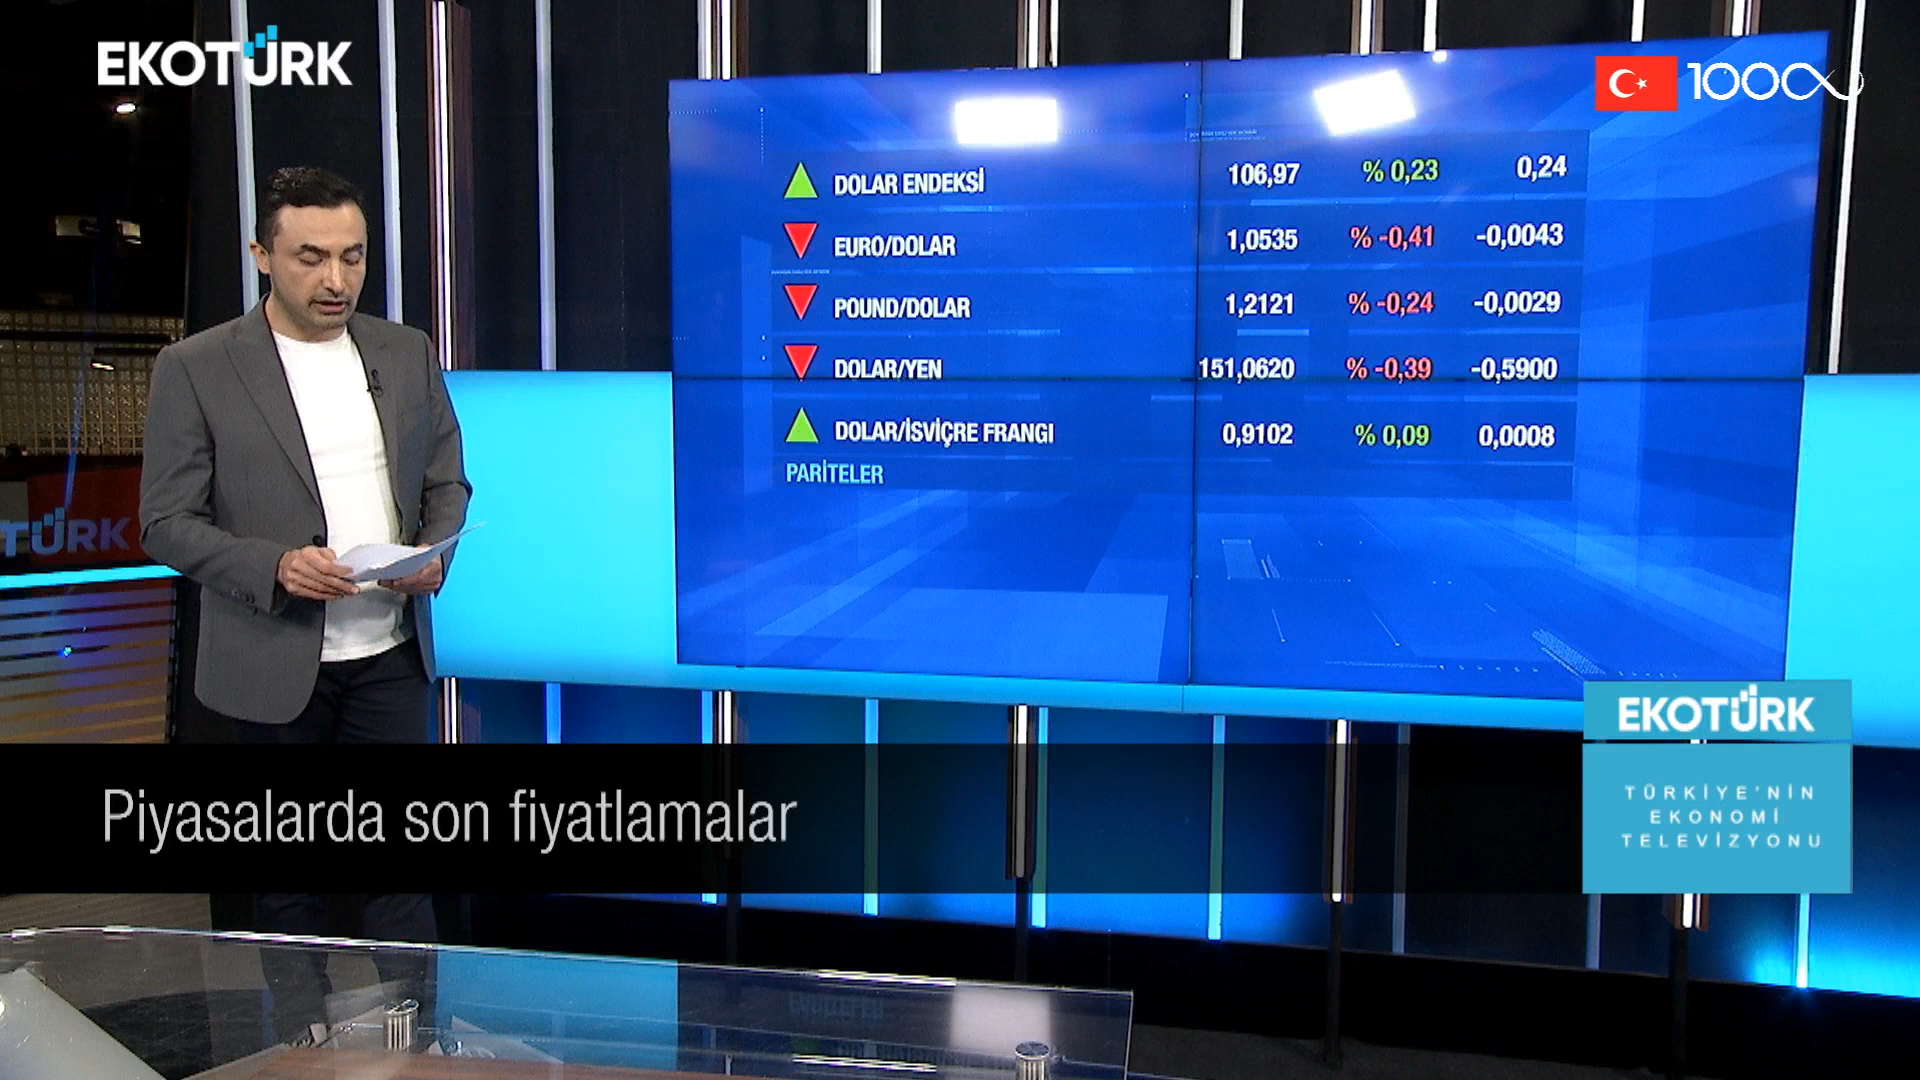 EKOTÜRK
100
DOLAR ENDEKSİ 106,97 % 0,23 0,24
EURO/DOLAR 1,0535 % -0,41 -0,0043
POUND/DOLAR 1,2121 % -0,24 -0,0029
DOLAR/YEN 151,0620 % -0,39 -0,5900
DOLAR/İSVİÇRE FRANGI 0,9102 % 0,09 0,0008
PARİTELER
TÜRK
EKOTÜRK
Piyasalarda son fiyatlamalar
TÜRKİYE'NİN
EKONOMİ
TELEVİZYONU